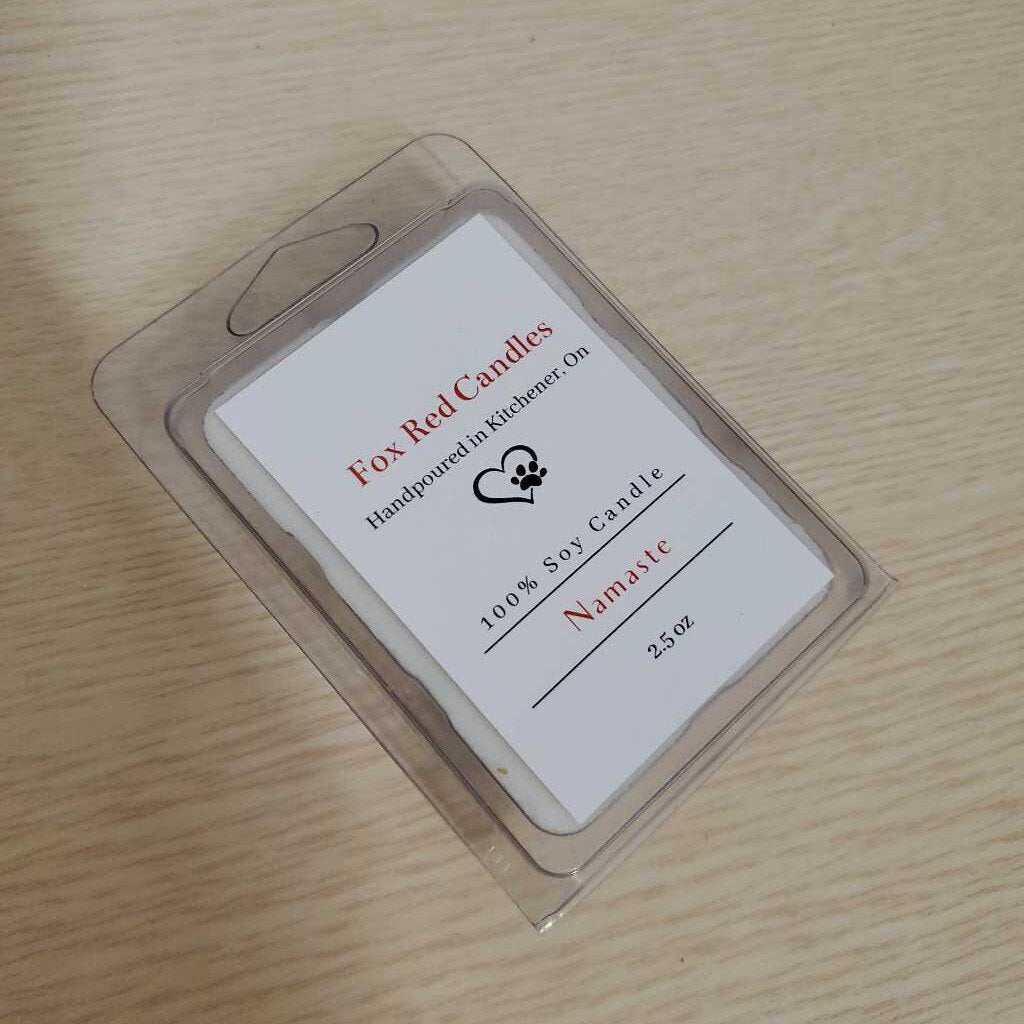 Fox Red Candles
Handpoured in Kitchener, On
100% Soy Candle
Namaste
2.5 oz